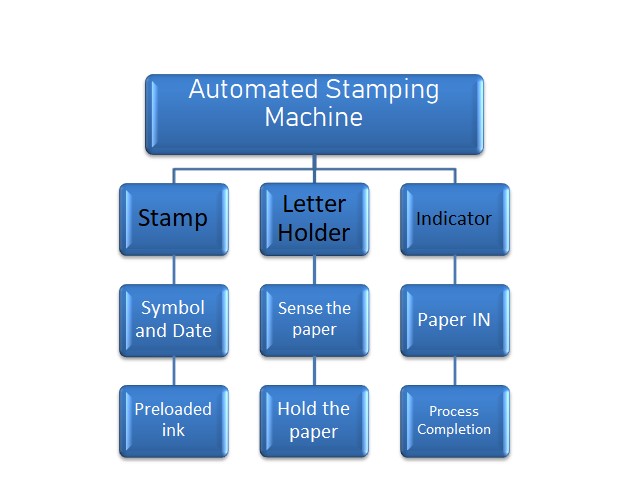 Automated Stamping
Machine
Stamp
Letter
Holder
Indicator
Symbol
and Date
Sense the
paper
Paper IN
Preloaded
ink
Hold the
paper
Process
Completion